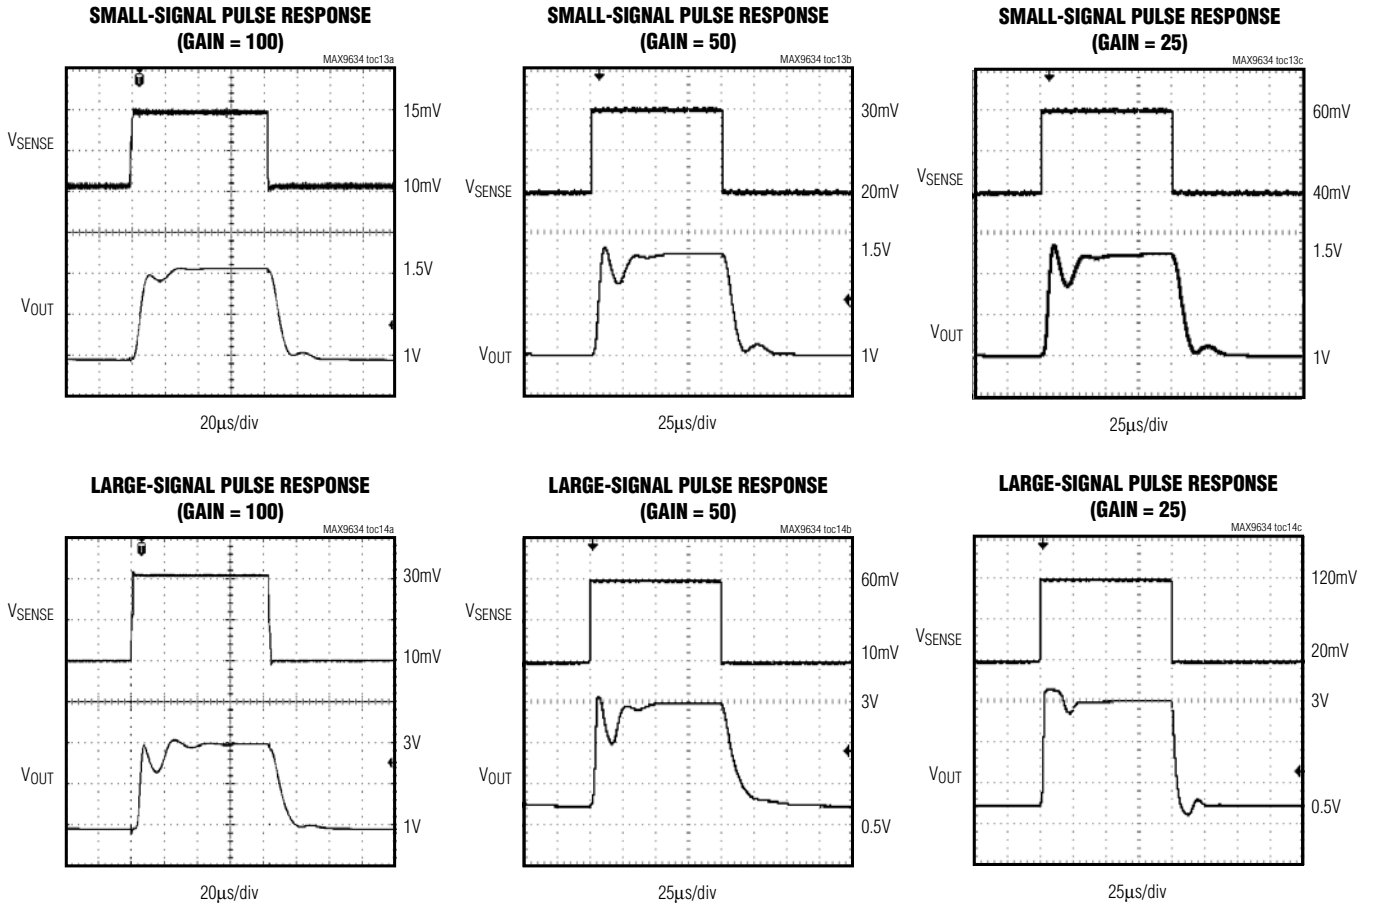 SMALL-SIGNAL PULSE RESPONSE
(GAIN = 100)
MAX9634 toc13a
15mV
VSENSE
10mV
1.5V
VOUT
1V
20μs/div
SMALL-SIGNAL PULSE RESPONSE
(GAIN = 50)
MAX9634 toc13b
30mV
VSENSE
20mV
1.5V
VOUT
1V
25μs/div
SMALL-SIGNAL PULSE RESPONSE
(GAIN = 25)
MAX9634 toc13c
60mV
VSENSE
40mV
1.5V
VOUT
1V
25μs/div
LARGE-SIGNAL PULSE RESPONSE
(GAIN = 100)
MAX9634 toc14a
30mV
VSENSE
10mV
3V
VOUT
1V
20μs/div
LARGE-SIGNAL PULSE RESPONSE
(GAIN = 50)
MAX9634 toc14b
60mV
VSENSE
10mV
3V
VOUT
0.5V
25μs/div
LARGE-SIGNAL PULSE RESPONSE
(GAIN = 25)
MAX9634 toc14c
120mV
VSENSE
20mV
3V
VOUT
0.5V
25μs/div